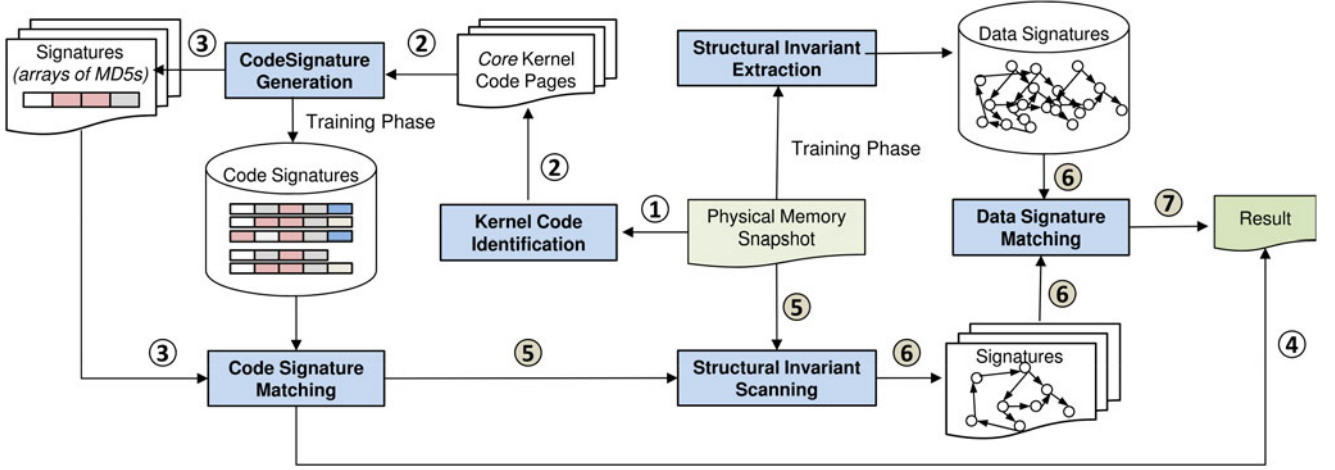 Signatures
(arrays of MD5s)
③
CodeSignature
Generation
②
Core Kernel
Code Pages
Structural Invariant
Extraction
Data Signatures
Training Phase
Training Phase
Code Signatures
②
①
Kernel Code
Identification
Physical Memory
Snapshot
⑥
Data Signature
Matching
⑦
Result
⑤
⑥
③
Code Signature
Matching
⑤
Structural Invariant
Scanning
⑥
Signatures
④